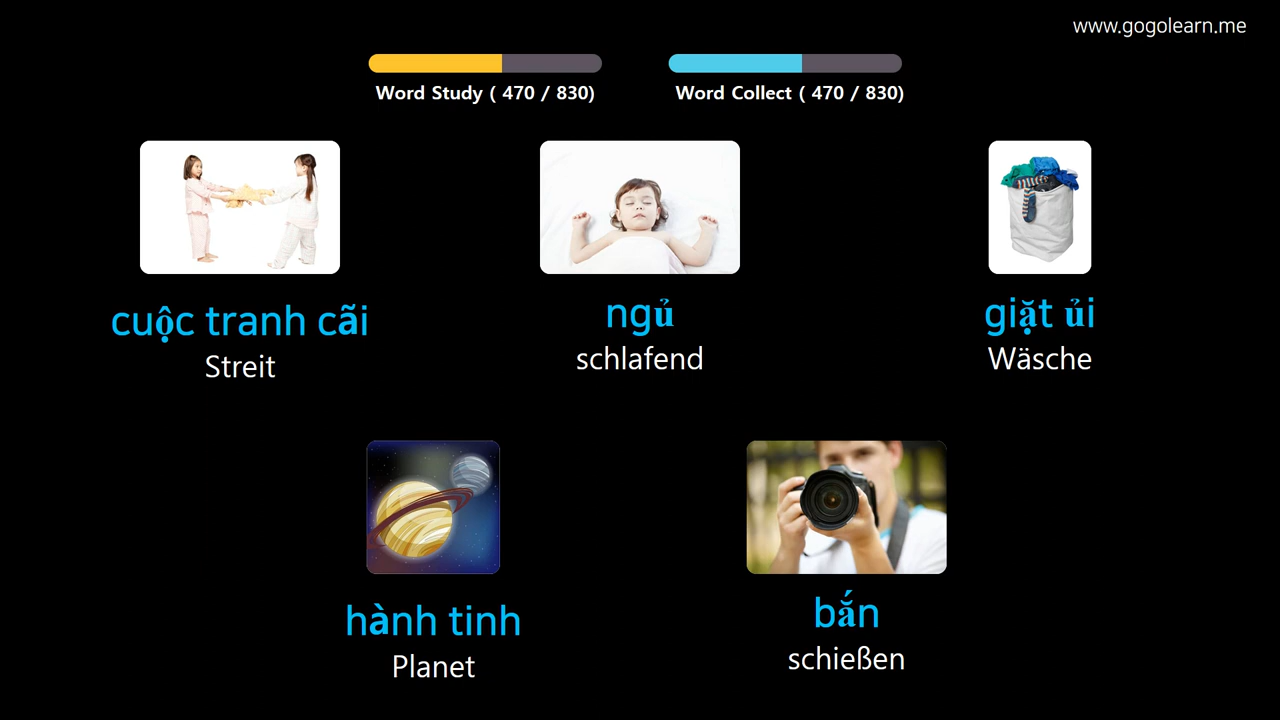 www.gogolearn.me
Word Study ( 470 / 830)
Word Collect ( 470 / 830)
cuộc tranh cãi
Streit
ngủ
schlafend
giặt ủi
Wäsche
hành tinh
Planet
bắn
schießen